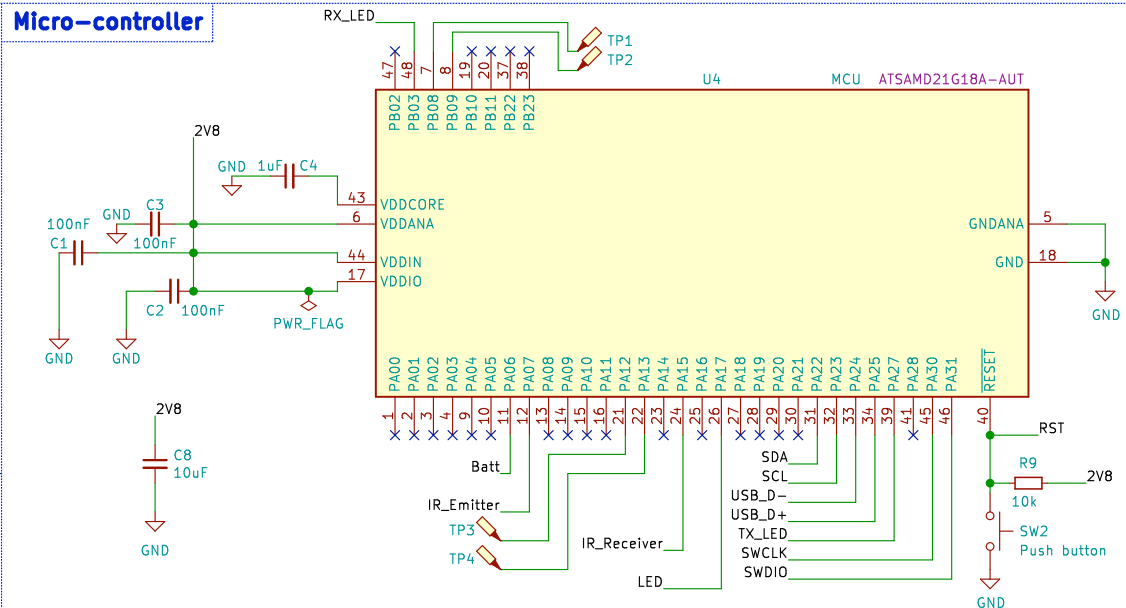 Micro-controller
RX_LED
TP1
TP2
47 48 7 8 19 20 37 38
U4 MCU ATSAMD21G18A-AUT
PB02 PB03 PB08 PB09 PB10 PB11 PB22 PB23
2V8
GND 1uF C4
43 VDDCORE
6 VDDANA
44 VDDIN
17 VDDIO
GND C3
100nF
100nF
C1
C2 100nF
PWR_FLAG
GND
GND
GNDANA 5
GND 18
GND
PA00 PA01 PA02 PA03 PA04 PA05 PA06 PA07 PA08 PA09 PA10 PA11 PA12 PA13 PA14 PA15 PA16 PA17 PA18 PA19 PA20 PA21 PA22 PA23 PA24 PA25 PA27 PA28 PA30 PA31 RESET
1 2 3 4 9 10 11 12 13 14 15 16 21 22 23 24 25 26 27 28 29 30 31 32 33 34 39 41 45 46 40
2V8
C8
10uF
GND
Batt
IR_Emitter
TP3
TP4
IR_Receiver
LED
SDA
SCL
USB_D-
USB_D+
TX_LED
SWCLK
SWDIO
RST
R9
2V8
10k
SW2
Push button
GND